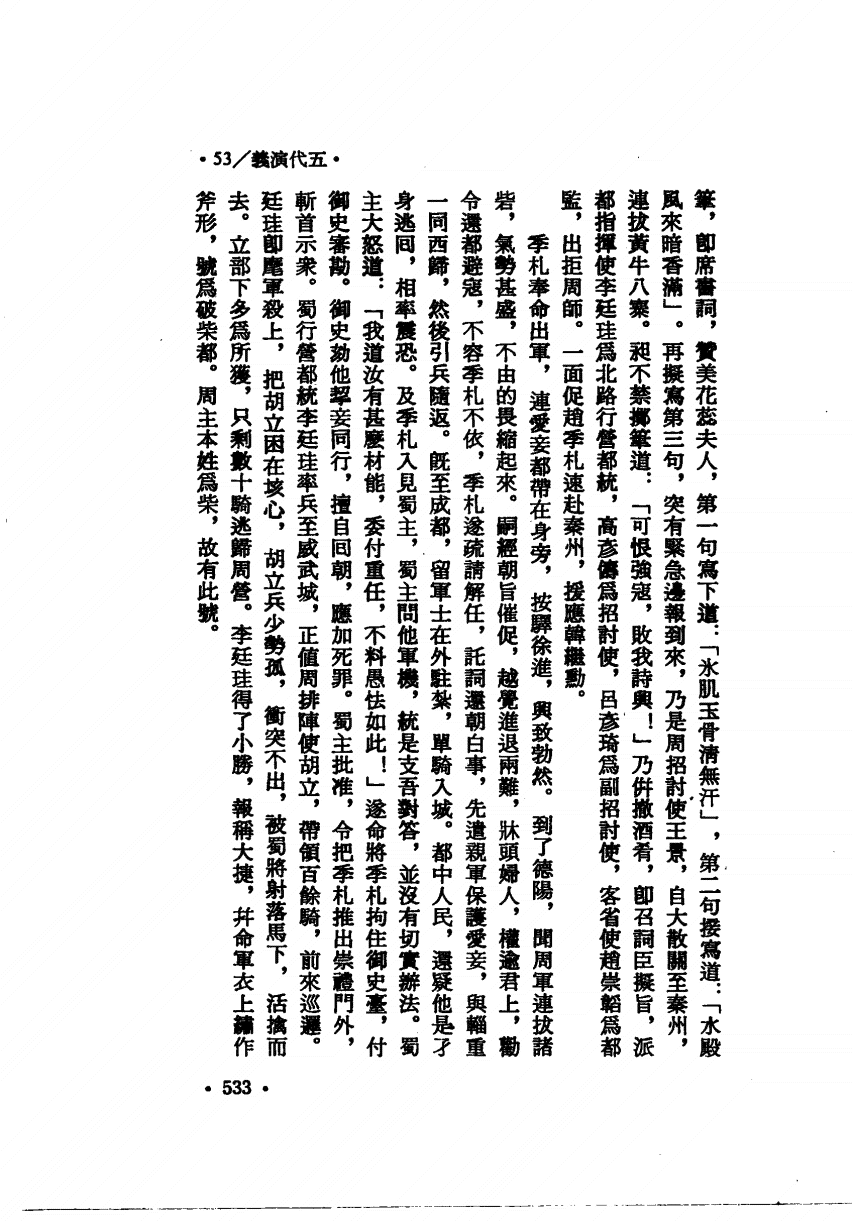 •53／義演代五•
筆，卽席書詞，贊美花蕊夫人，第一句寫下道：「氷肌玉骨淸無汗」，第二句接寫道：「水殿
風來暗香滿」。再擬寫第三句，突有緊急邊報到來，乃是周招討使王景，自大散關至秦州，
連拔黃牛八寨。昶不禁擲筆道：「可恨强寇，敗我詩興！」乃倂撤酒肴，卽召詞臣擬旨，派
都指揮使李廷珪爲北路行營都統，高彥儔爲招討使，呂彥琦爲副招討使，客省使趙崇韜爲都
監，出拒周師。一面促趙季札速赴秦州，援應韓繼勳。
季札奉命出軍，連愛妾都帶在身旁，按驛徐進，興致勃然。到了德陽，聞周軍連拔諸
砦，氣勢甚盛，不由的畏縮起來。嗣經朝旨催促，越覺進退兩難，牀頭婦人，權逾君上，勸
令還都避寇，不容季札不依，季札遂疏請解任，託詞還朝白事，先遣親軍保護愛妾，與輜重
一同西歸，然後引兵隨返。旣至成都，留軍士在外駐紮，單騎入城。都中人民，還疑他是孑
身逃回，相率震恐。及季札入見蜀主，蜀主問他軍機，統是支吾對答，並沒有切實辦法。蜀
主大怒道：「我道汝有甚麼材能，委付重任，不料愚怯如此！」遂命將季札拘住御史臺，付
御史審勘。御史劾他挈妾同行，擅自回朝，應加死罪。蜀主批准，令把季札推出崇禮門外，
斬首示衆。蜀行營都統李廷珪率兵至威武城，正値周排陣使胡立，帶領百餘騎，前來巡邏。
廷珪卽麾軍殺上，把胡立困在垓心，胡立兵少勢孤，衝突不出，被蜀將射落馬下，活擒而
去。立部下多爲所獲，只剩數十騎逃歸周營。李廷珪得了小勝，報稱大捷，幷命軍衣上繡作
斧形，號爲破柴都。周主本姓爲柴，故有此號。
•533•